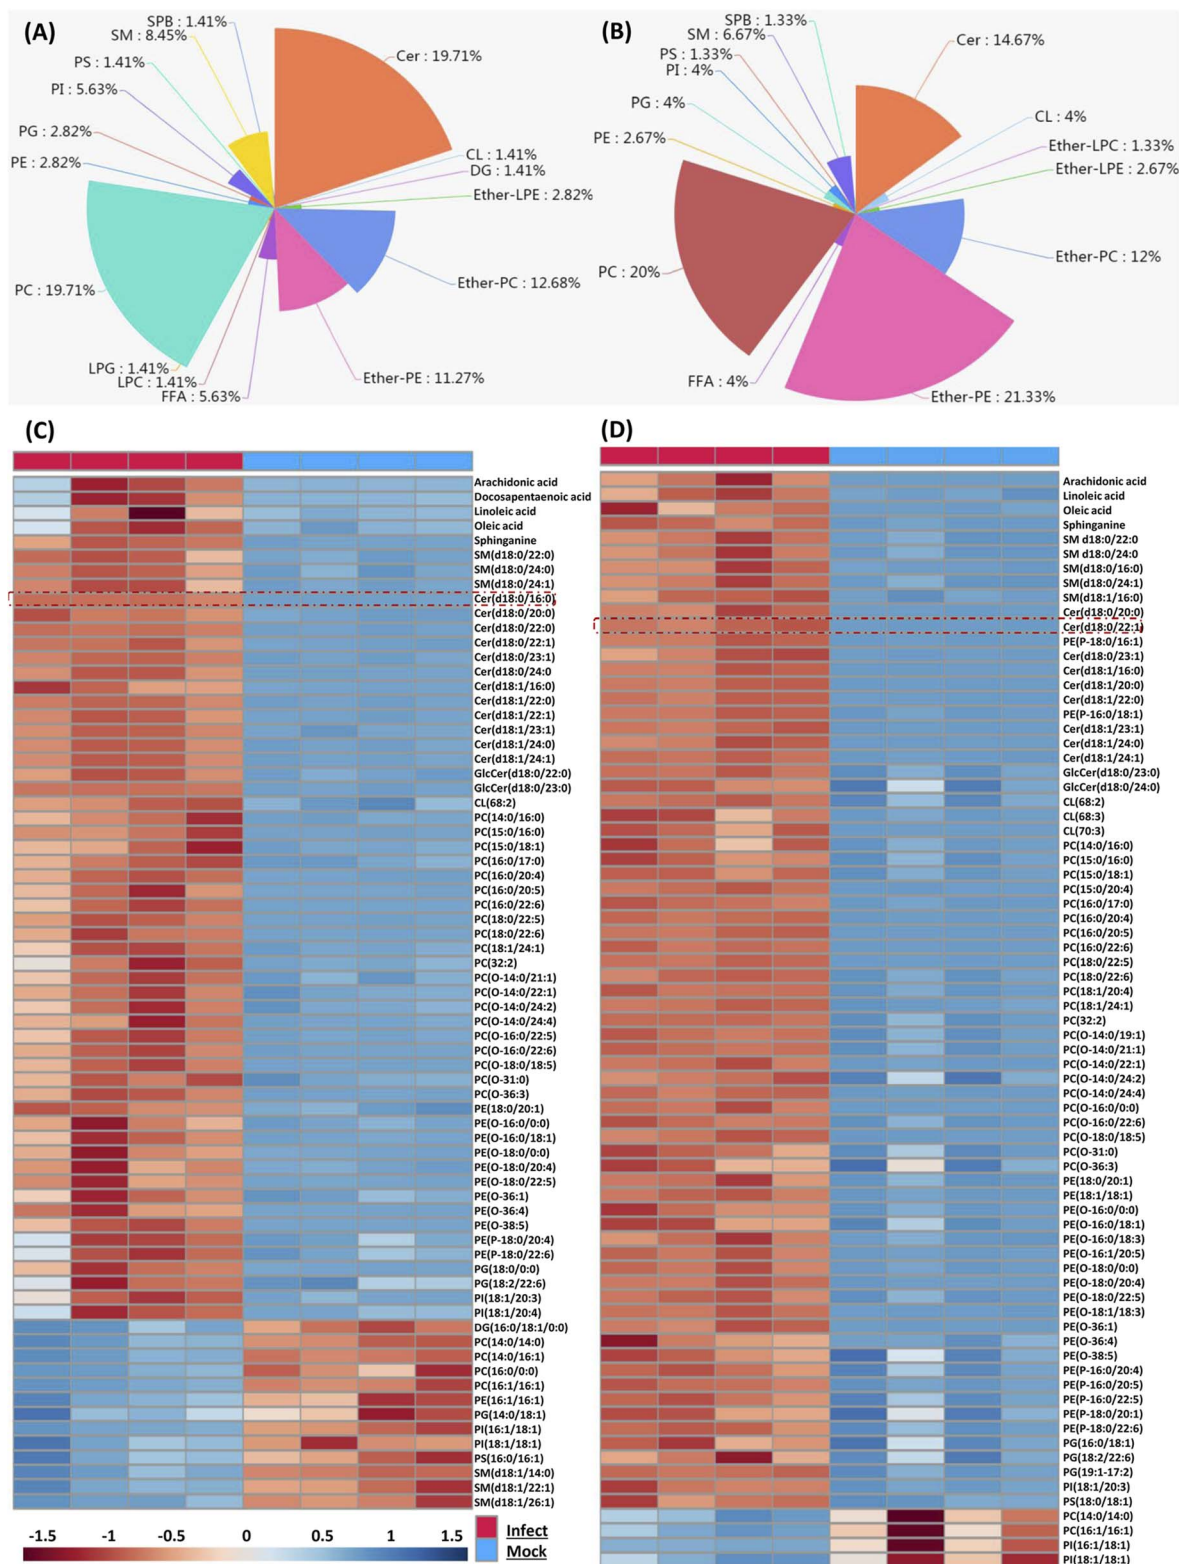 (A)
SPB : 1.41%
SM : 8.45%
PS : 1.41%
PI : 5.63%
PG : 2.82%
PE : 2.82%
PC : 19.71%
LPG : 1.41%
LPC : 1.41%
FFA : 5.63%
Cer : 19.71%
CL : 1.41%
DG : 1.41%
Ether-LPE : 2.82%
Ether-PC : 12.68%
Ether-PE : 11.27%
(B)
SPB : 1.33%
SM : 6.67%
PS : 1.33%
PI : 4%
PG : 4%
PE : 2.67%
PC : 20%
FFA : 4%
Cer : 14.67%
CL : 4%
Ether-LPC : 1.33%
Ether-LPE : 2.67%
Ether-PC : 12%
Ether-PE : 21.33%
(C)
Arachidonic acid
Docosapentaenoic acid
Linoleic acid
Oleic acid
Sphinganine
SM(d18:0/22:0)
SM(d18:0/24:0)
SM(d18:0/24:1)
Cer(d18:0/16:0)
Cer(d18:0/20:0)
Cer(d18:0/22:0)
Cer(d18:0/22:1)
Cer(d18:0/23:1)
Cer(d18:0/24:0
Cer(d18:1/16:0)
Cer(d18:1/22:0)
Cer(d18:1/22:1)
Cer(d18:1/23:1)
Cer(d18:1/24:0)
Cer(d18:1/24:1)
GlcCer(d18:0/22:0)
GlcCer(d18:0/23:0)
CL(68:2)
PC(14:0/16:0)
PC(15:0/16:0)
PC(15:0/18:1)
PC(16:0/17:0)
PC(16:0/20:4)
PC(16:0/20:5)
PC(16:0/22:6)
PC(18:0/22:5)
PC(18:0/22:6)
PC(18:1/24:1)
PC(32:2)
PC(O-14:0/21:1)
PC(O-14:0/22:1)
PC(O-14:0/24:2)
PC(O-14:0/24:4)
PC(O-16:0/22:5)
PC(O-16:0/22:6)
PC(O-18:0/18:5)
PC(O-31:0)
PC(O-36:3)
PE(18:0/20:1)
PE(O-16:0/0:0)
PE(O-16:0/18:1)
PE(O-18:0/0:0)
PE(O-18:0/20:4)
PE(O-18:0/22:5)
PE(O-36:1)
PE(O-36:4)
PE(O-38:5)
PE(P-18:0/20:4)
PE(P-18:0/22:6)
PG(18:0/0:0)
PG(18:2/22:6)
PI(18:1/20:3)
PI(18:1/20:4)
DG(16:0/18:1/0:0)
PC(14:0/14:0)
PC(14:0/16:1)
PC(16:0/0:0)
PC(16:1/16:1)
PE(16:1/16:1)
PG(14:0/18:1)
PI(16:1/18:1)
PI(18:1/18:1)
PS(16:0/16:1)
SM(d18:1/14:0)
SM(d18:1/22:1)
SM(d18:1/26:1)
-1.5 -1 -0.5 0 0.5 1 1.5
Infect
Mock
(D)
Arachidonic acid
Linoleic acid
Oleic acid
Sphinganine
SM d18:0/22:0
SM d18:0/24:0
SM(d18:0/16:0)
SM(d18:0/24:1)
SM(d18:1/16:0)
Cer(d18:0/20:0)
Cer(d18:0/22:1)
PE(P-18:0/16:1)
Cer(d18:0/23:1)
Cer(d18:1/16:0)
Cer(d18:1/20:0)
Cer(d18:1/22:0)
PE(P-16:0/18:1)
Cer(d18:1/23:1)
Cer(d18:1/24:0)
Cer(d18:1/24:1)
GlcCer(d18:0/23:0)
GlcCer(d18:0/24:0)
CL(68:2)
CL(68:3)
CL(70:3)
PC(14:0/16:0)
PC(15:0/16:0)
PC(15:0/18:1)
PC(15:0/20:4)
PC(16:0/17:0)
PC(16:0/20:4)
PC(16:0/20:5)
PC(16:0/22:6)
PC(18:0/22:5)
PC(18:0/22:6)
PC(18:1/20:4)
PC(18:1/24:1)
PC(32:2)
PC(O-14:0/19:1)
PC(O-14:0/21:1)
PC(O-14:0/22:1)
PC(O-14:0/24:2)
PC(O-14:0/24:4)
PC(O-16:0/0:0)
PC(O-16:0/22:6)
PC(O-18:0/18:5)
PC(O-31:0)
PC(O-36:3)
PE(18:0/20:1)
PE(18:1/18:1)
PE(O-16:0/0:0)
PE(O-16:0/18:1)
PE(O-16:0/18:3)
PE(O-16:1/20:5)
PE(O-18:0/0:0)
PE(O-18:0/20:4)
PE(O-18:0/22:5)
PE(O-18:1/18:3)
PE(O-36:1)
PE(O-36:4)
PE(O-38:5)
PE(P-16:0/20:4)
PE(P-16:0/20:5)
PE(P-16:0/22:5)
PE(P-18:0/20:1)
PE(P-18:0/22:6)
PG(16:0/18:1)
PG(18:2/22:6)
PG(19:1-17:2)
PI(18:1/20:3)
PS(18:0/18:1)
PC(14:0/14:0)
PC(16:1/16:1)
PI(16:1/18:1)
PI(18:1/18:1)